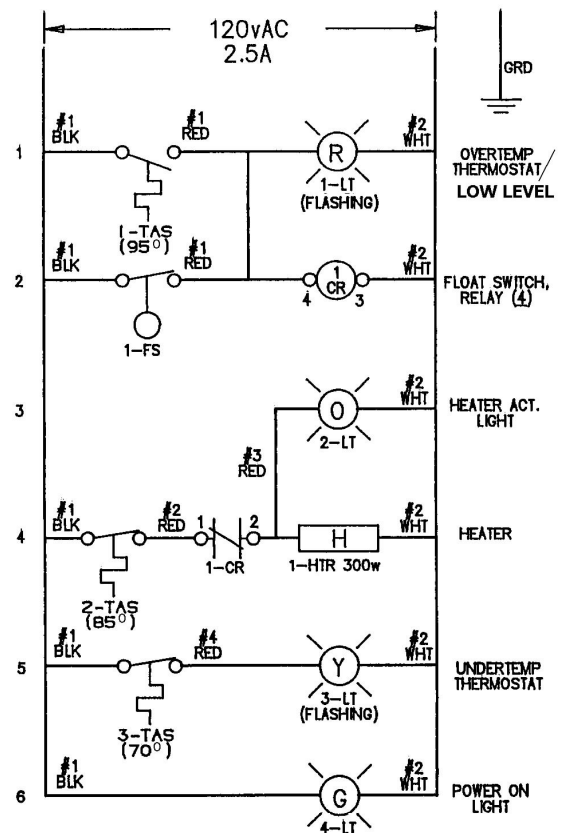 120vAC
2.5A
GRD
#1
BLK
#1
RED
#2
WHT
1
R
OVERTEMP
THERMOSTAT/
LOW LEVEL
1-LT
(FLASHING)
1-TAS
(95°)
#1
BLK
#1
RED
#2
WHT
2
1
CR
4
3
FLOAT SWITCH,
RELAY (4)
1-FS
#2
WHT
3
O
HEATER ACT.
LIGHT
2-LT
#3
RED
#1
BLK
#2
RED
#2
WHT
4
1
2
H
HEATER
1-CR
1-HTR 300w
2-TAS
(85°)
#1
BLK
#4
RED
#2
WHT
5
Y
UNDERTEMP
THERMOSTAT
3-LT
(FLASHING)
3-TAS
(70°)
#1
BLK
#2
WHT
6
G
POWER ON
LIGHT
4-LT